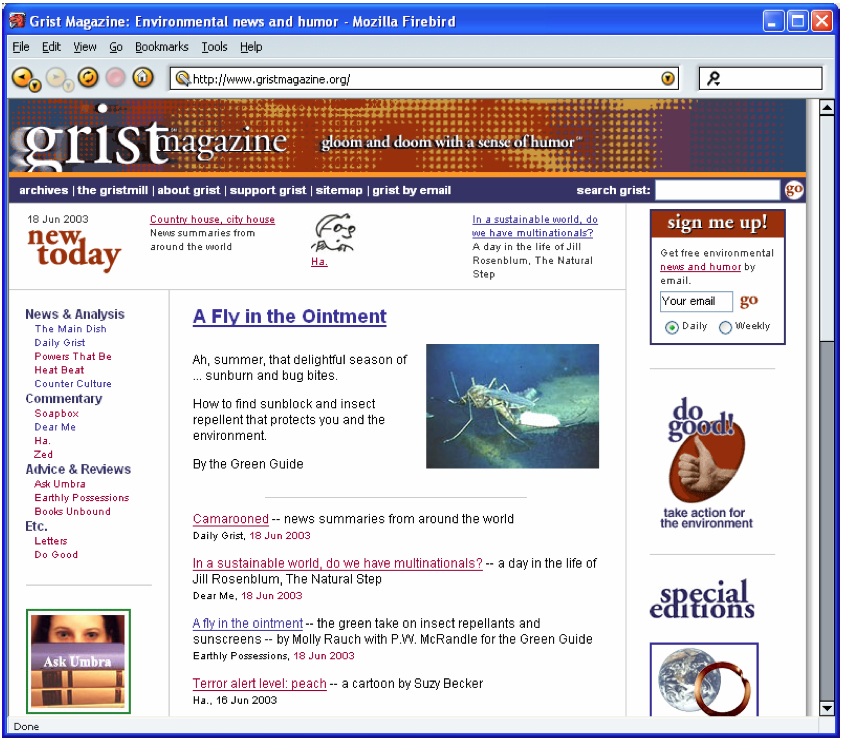 Grist Magazine: Environmental news and humor - Mozilla Firebird
File Edit View Go Bookmarks Tools Help
http://www.gristmagazine.org/
grist magazine
gloom and doom with a sense of humor
archives | the gristmill | about grist | support grist | sitemap | grist by email
search grist: go
18 Jun 2003
new
today
Country house, city house
News summaries from
around the world
Ha.
In a sustainable world, do
we have multinationals?
A day in the life of Jill
Rosenblum, The Natural
Step
sign me up!
Get free environmental
news and humor by
email.
Your email go
Daily Weekly
News & Analysis
The Main Dish
Daily Grist
Powers That Be
Heat Beat
Counter Culture
Commentary
Soapbox
Dear Me
Ha.
Zed
Advice & Reviews
Ask Umbra
Earthly Possessions
Books Unbound
Etc.
Letters
Do Good
Ask Umbra
A Fly in the Ointment
Ah, summer, that delightful season of
... sunburn and bug bites.
How to find sunblock and insect
repellent that protects you and the
environment.
By the Green Guide
Camarooned -- news summaries from around the world
Daily Grist, 18 Jun 2003
In a sustainable world, do we have multinationals? -- a day in the life of
Jill Rosenblum, The Natural Step
Dear Me, 18 Jun 2003
A fly in the ointment -- the green take on insect repellants and
sunscreens -- by Molly Rauch with P.W. McRandle for the Green Guide
Earthly Possessions, 18 Jun 2003
Terror alert level: peach -- a cartoon by Suzy Becker
Ha., 16 Jun 2003
do
good!
take action for
the environment
special
editions
Done